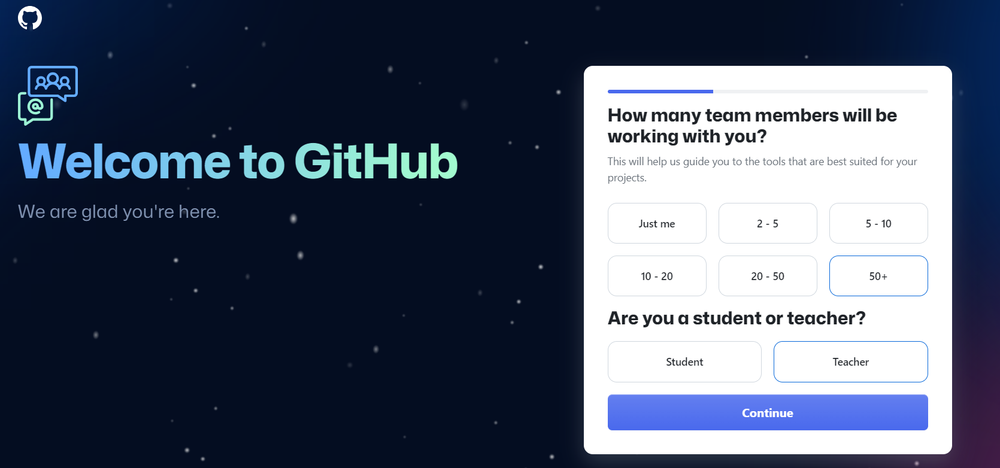 @
Welcome to GitHub
We are glad you're here.
How many team members will be
working with you?
This will help us guide you to the tools that are best suited for your
projects.
Just me
2 - 5
5 - 10
10 - 20
20 - 50
50+
Are you a student or teacher?
Student
Teacher
Continue